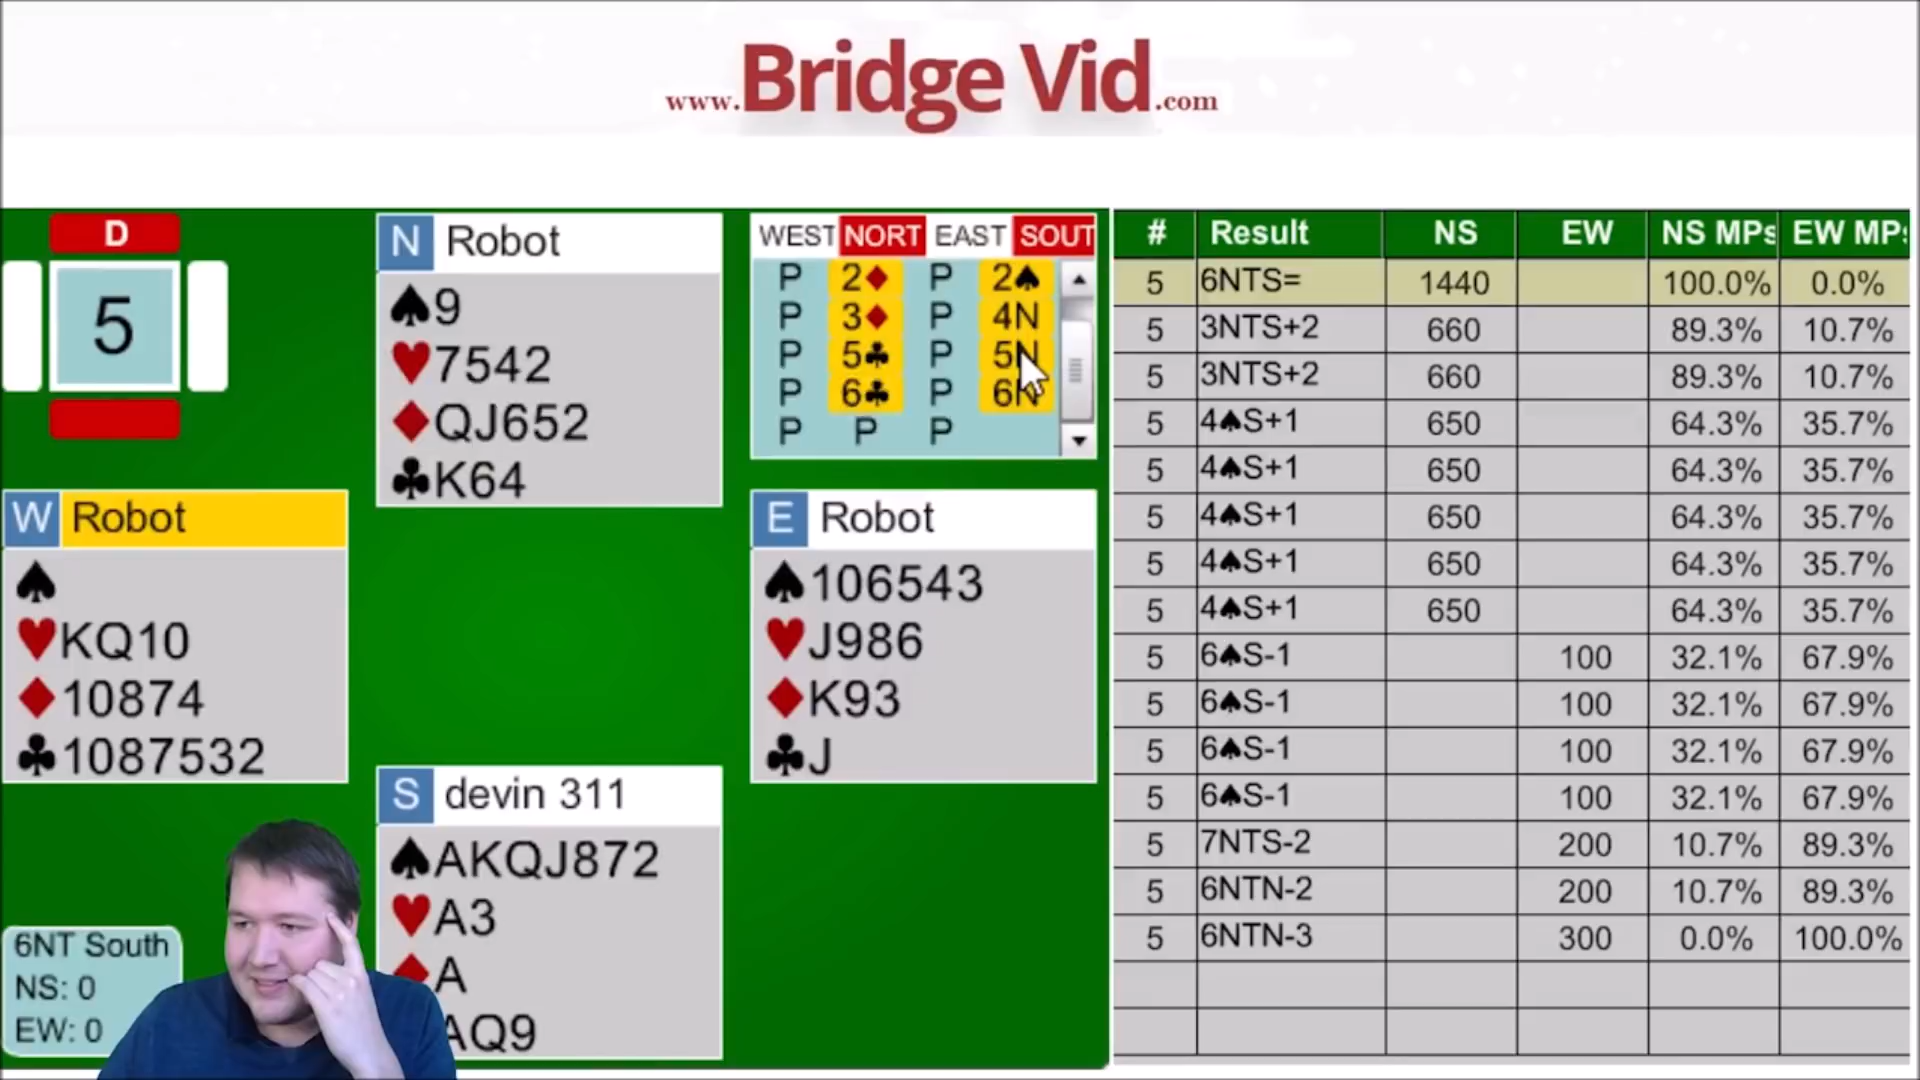 www.Bridge Vid.com
D
5
N Robot
♠9
♥7542
♦QJ652
♣K64
WEST NORT EAST SOUT
P 2♦ P 2♠
P 3♦ P 4N
P 5♣ P 5N
P 6♣ P 6N
P P P
W Robot
♠
♥KQ10
♦10874
♣1087532
E Robot
♠106543
♥J986
♦K93
♣J
S devin 311
♠AKQJ872
♥A3
♦A
AQ9
6NT South
NS: 0
EW: 0
# Result NS EW NS MPs EW MPs
5 6NTS= 1440 100.0% 0.0%
5 3NTS+2 660 89.3% 10.7%
5 3NTS+2 660 89.3% 10.7%
5 4♠S+1 650 64.3% 35.7%
5 4♠S+1 650 64.3% 35.7%
5 4♠S+1 650 64.3% 35.7%
5 4♠S+1 650 64.3% 35.7%
5 4♠S+1 650 64.3% 35.7%
5 6♠S-1 100 32.1% 67.9%
5 6♠S-1 100 32.1% 67.9%
5 6♠S-1 100 32.1% 67.9%
5 6♠S-1 100 32.1% 67.9%
5 7NTS-2 200 10.7% 89.3%
5 6NTN-2 200 10.7% 89.3%
5 6NTN-3 300 0.0% 100.0%